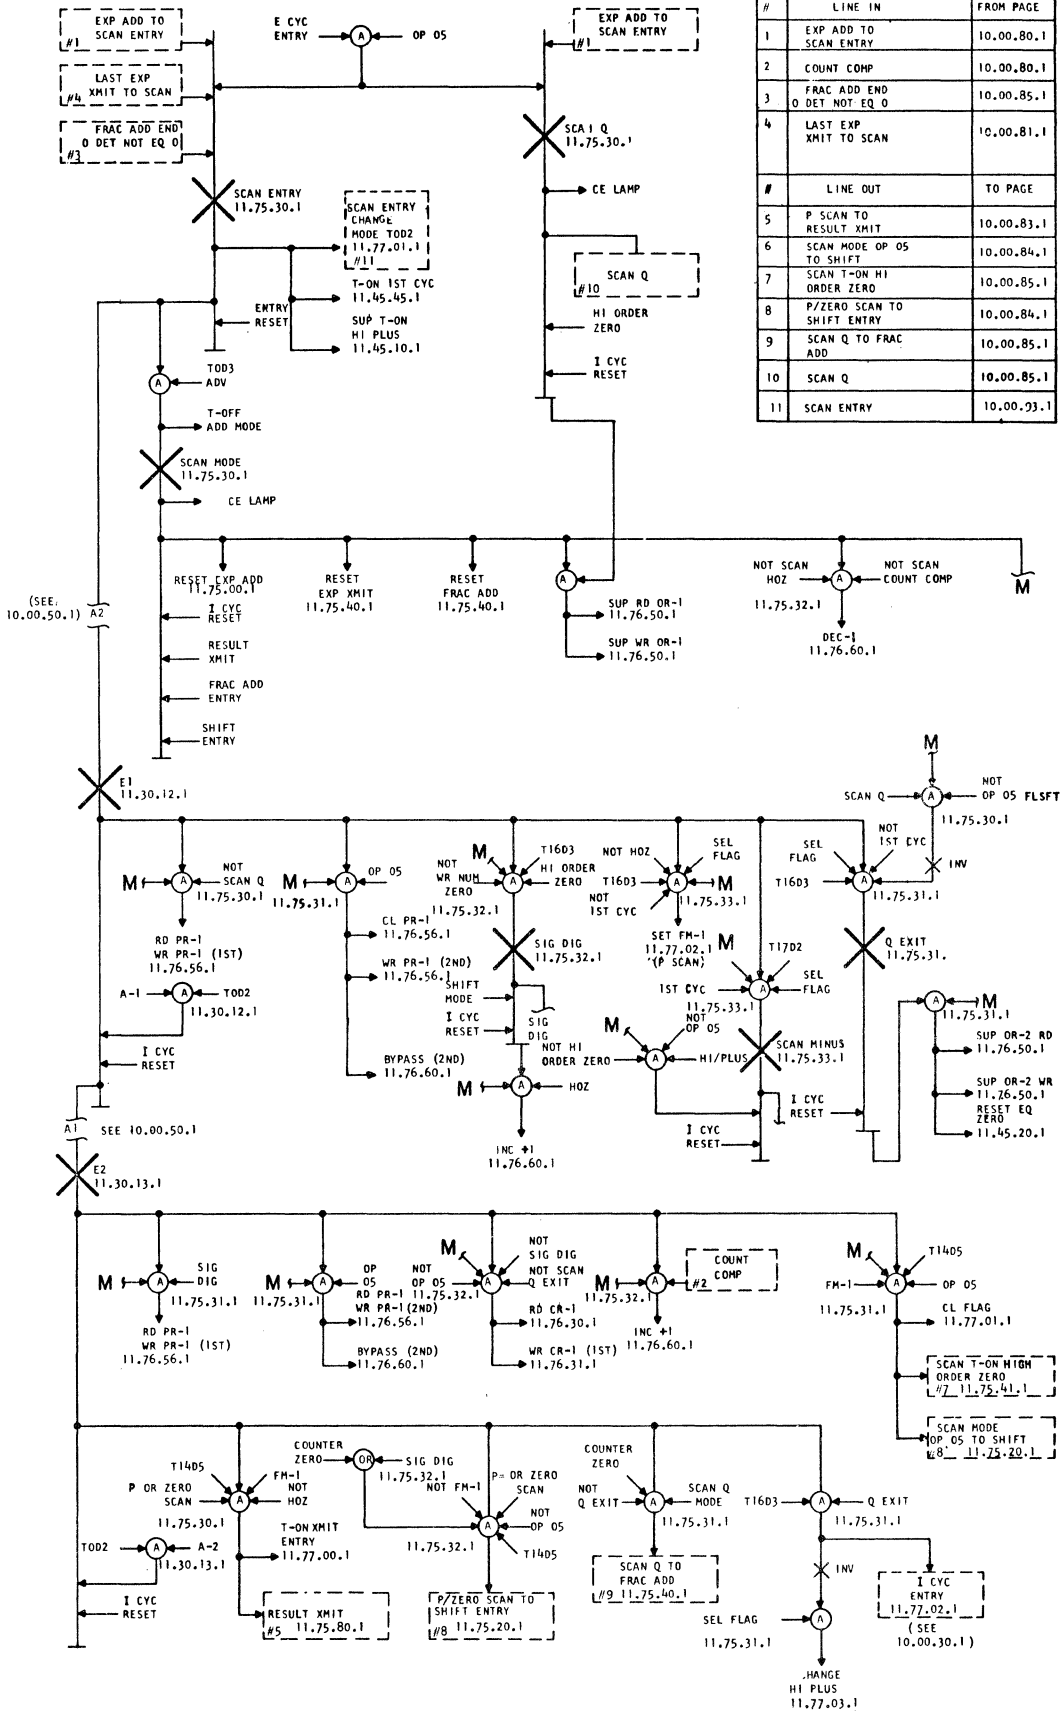 EXP ADD TO
SCAN ENTRY
#1
E CYC
ENTRY
A
OP 05
EXP ADD TO
SCAN ENTRY
#1
LAST EXP
XMIT TO SCAN
#4
FRAC ADD END
0 DET NOT EQ 0
#3
# LINE IN FROM PAGE
1 EXP ADD TO
SCAN ENTRY 10.00.80.1
2 COUNT COMP 10.00.80.1
3 FRAC ADD END
0 DET NOT EQ 0 10.00.85.1
4 LAST EXP
XMIT TO SCAN 10.00.81.1
# LINE OUT TO PAGE
5 P SCAN TO
RESULT XMIT 10.00.83.1
6 SCAN MODE OP 05
TO SHIFT 10.00.84.1
7 SCAN T-ON HI
ORDER ZERO 10.00.85.1
8 P/ZERO SCAN TO
SHIFT ENTRY 10.00.84.1
9 SCAN Q TO FRAC
ADD 10.00.85.1
10 SCAN Q 10.00.85.1
11 SCAN ENTRY 10.00.93.1
SCAN ENTRY
11.75.30.1
SCAN ENTRY
CHANGE
MODE TOD2
11.77.01.1
#11
T-ON 1ST CYC
11.45.45.1
SUP T-ON
HI PLUS
11.45.10.1
ENTRY
RESET
Q
11.75.30.1
CE LAMP
SCAN Q
#10
HI ORDER
ZERO
I CYC
RESET
A
TOD3
ADV
T-OFF
ADD MODE
SCAN MODE
11.75.30.1
CE LAMP
RESET EXP ADD
11.75.00.1
RESET
EXP XMIT
11.75.40.1
RESET
FRAC ADD
11.75.40.1
A
SUP RD OR-1
11.76.50.1
SUP WR OR-1
11.76.50.1
NOT SCAN
HOZ
A
NOT SCAN
COUNT COMP
11.75.32.1
DEC-1
11.76.60.1
M
(SEE
10.00.50.1) A2
I CYC
RESET
RESULT
XMIT
FRAC ADD
ENTRY
SHIFT
ENTRY
E1
11.30.12.1
M
SCAN Q
A
NOT
OP 05 FLSFT
11.75.30.1
INV
M
A
NOT
SCAN Q
11.75.30.1
RD PR-1
WR PR-1 (1ST)
11.76.56.1
A-1
A
TOD2
11.30.12.1
I CYC
RESET
M
A
OP 05
11.75.31.1
CL PR-1
11.76.56.1
WR PR-1 (2ND)
11.76.56.1
BYPASS (2ND)
11.76.60.1
M
T16D3
NOT
WR NUM
ZERO
A
HI ORDER
ZERO
11.75.32.1
SIG DIG
11.75.32.1
SHIFT
MODE
I CYC
RESET
SIG
DIG
NOT HI
ORDER ZERO
M
A
HOZ
INC +1
11.76.60.1
NOT HOZ
SEL
FLAG
T16D3
A
M
NOT
1ST CYC
11.75.33.1
SET FM-1
11.77.02.1
(P SCAN)
M
T17D2
1ST CYC
A
SEL
FLAG
11.75.33.1
M
NOT
OP 05
A
HI/PLUS
SCAN MINUS
11.75.33.1
I CYC
RESET
SEL
FLAG
NOT
1ST CYC
T16D3
A
11.75.31.1
Q EXIT
11.75.31.
I CYC
RESET
A
M
11.75.31.1
SUP OR-2 RD
11.76.50.1
SUP OR-2 WR
11.76.50.1
RESET EQ
ZERO
11.45.20.1
A1 SEE 10.00.50.1
E2
11.30.13.1
M
A
SIG
DIG
11.75.31.1
RD PR-1
WR PR-1 (1ST)
11.76.56.1
M
A
OP
05
11.75.31.1
RD PR-1
WR PR-1 (2ND)
11.76.56.1
BYPASS (2ND)
11.76.60.1
M
NOT
SIG DIG
NOT
OP 05
A
NOT SCAN
Q EXIT
11.75.32.1
RD CR-1
11.76.30.1
WR CR-1 (1ST)
11.76.31.1
M
A
COUNT
COMP
#2
11.75.32.1
INC +1
11.76.60.1
M
T14D5
FM-1
A
OP 05
11.75.31.1
CL FLAG
11.77.01.1
SCAN T-ON HIGH
ORDER ZERO
#7 11.75.41.1
SCAN MODE
OP 05 TO SHIFT
#8 11.75.20.1
T14D5
FM-1
P OR ZERO
SCAN
A
NOT
HOZ
11.75.30.1
T-ON XMIT
ENTRY
11.77.00.1
RESULT XMIT
#5 11.75.80.1
TOD2
A
A-2
11.30.13.1
I CYC
RESET
COUNTER
ZERO
OR
SIG DIG
11.75.32.1
NOT FM-1
P= OR ZERO
SCAN
A
NOT
OP 05
11.75.32.1
T14D5
P/ZERO SCAN TO
SHIFT ENTRY
#8 11.75.20.1
COUNTER
ZERO
NOT
Q EXIT
A
SCAN Q
MODE
11.75.31.1
SCAN Q TO
FRAC ADD
#9 11.75.40.1
T16D3
A
Q EXIT
11.75.31.1
INV
I CYC
ENTRY
11.77.02.1
(SEE
10.00.30.1)
SEL FLAG
A
11.75.31.1
HI PLUS
11.77.03.1